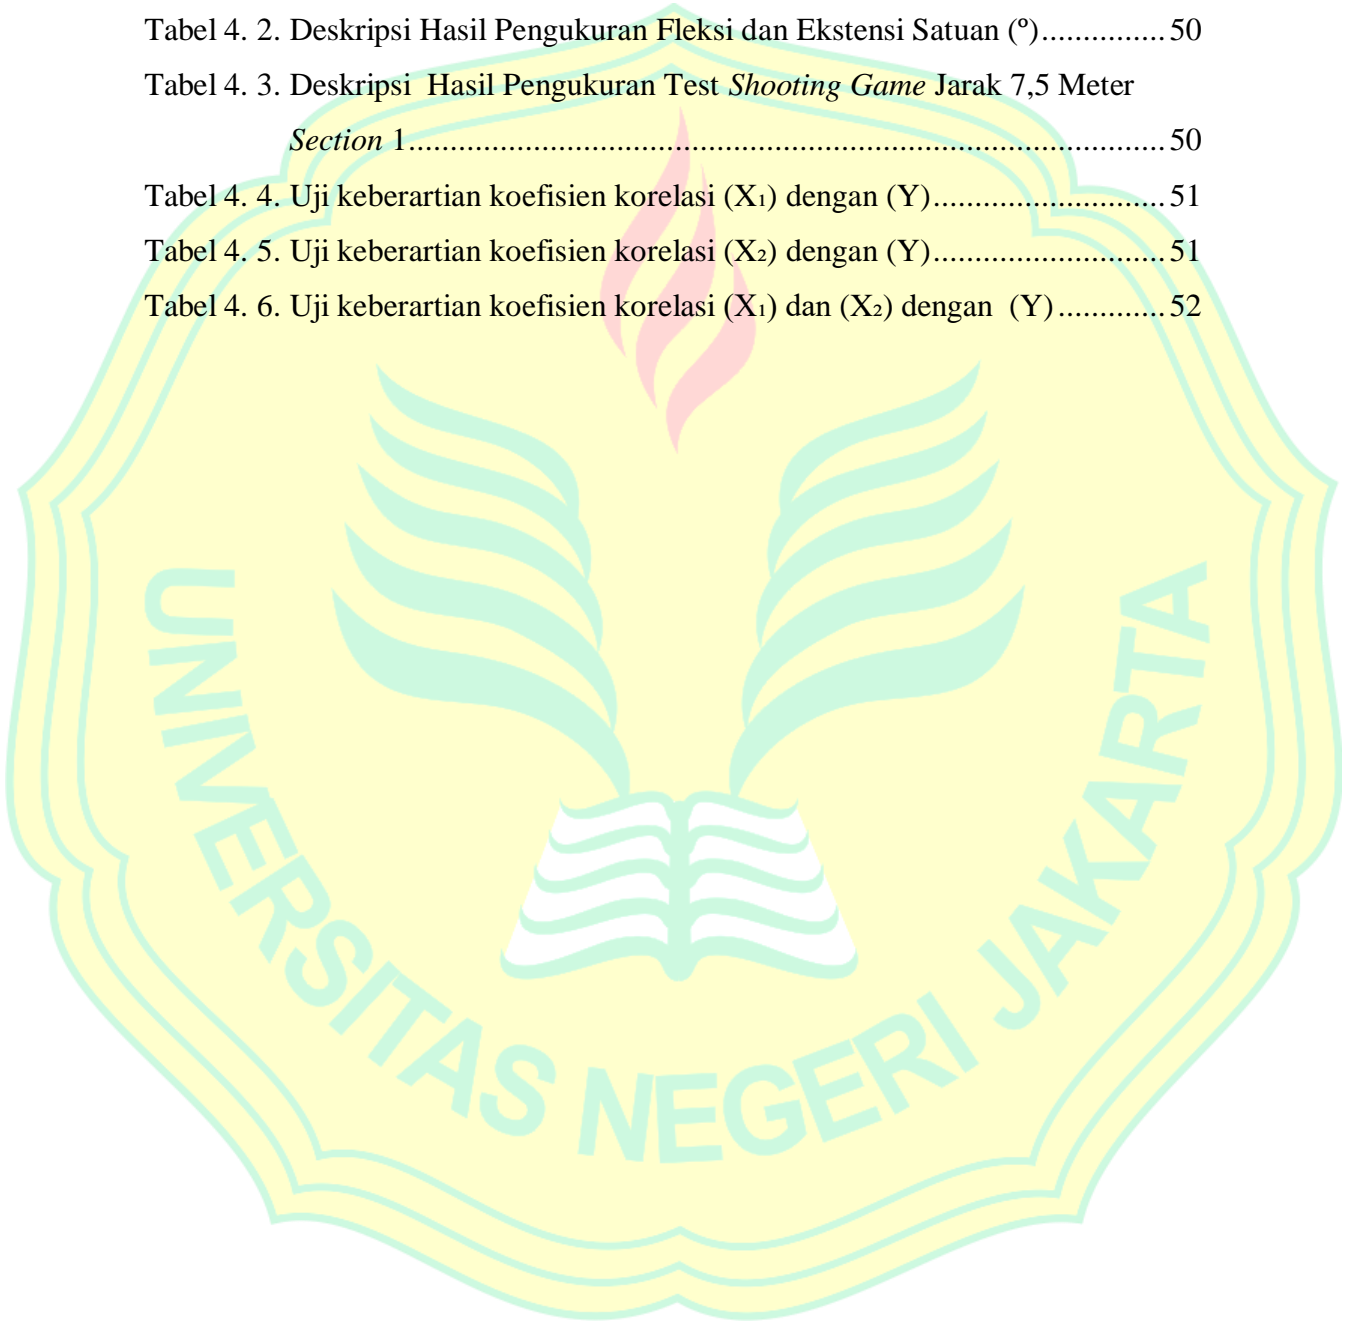 Tabel 4. 2. Deskripsi Hasil Pengukuran Fleksi dan Ekstensi Satuan (º)...............50
Tabel 4. 3. Deskripsi  Hasil Pengukuran Test Shooting Game Jarak 7,5 Meter
Section 1...........................................................................................50
Tabel 4. 4. Uji keberartian koefisien korelasi (X₁) dengan (Y)............................51
Tabel 4. 5. Uji keberartian koefisien korelasi (X₂) dengan (Y)............................51
Tabel 4. 6. Uji keberartian koefisien korelasi (X₁) dan (X₂) dengan  (Y).............52
UNIVERSITAS NEGERI JAKARTA